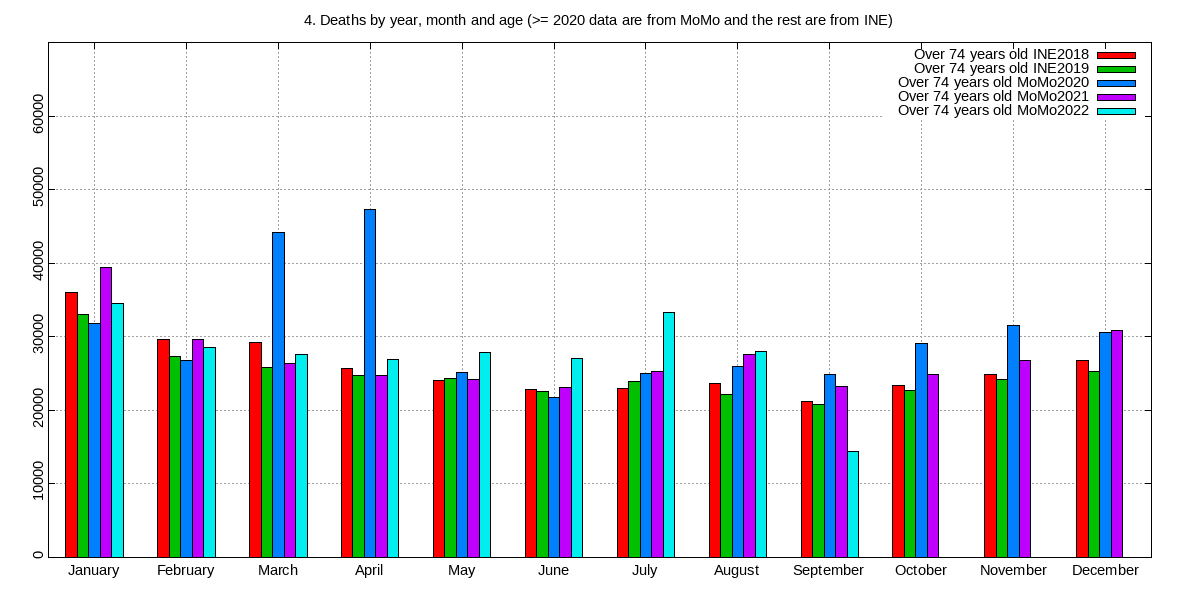 4. Deaths by year, month and age (>= 2020 data are from MoMo and the rest are from INE)
Over 74 years old INE2018
Over 74 years old INE2019
Over 74 years old MoMo2020
Over 74 years old MoMo2021
Over 74 years old MoMo2022
60000
50000
40000
30000
20000
10000
0
January February March April May June July August September October November December